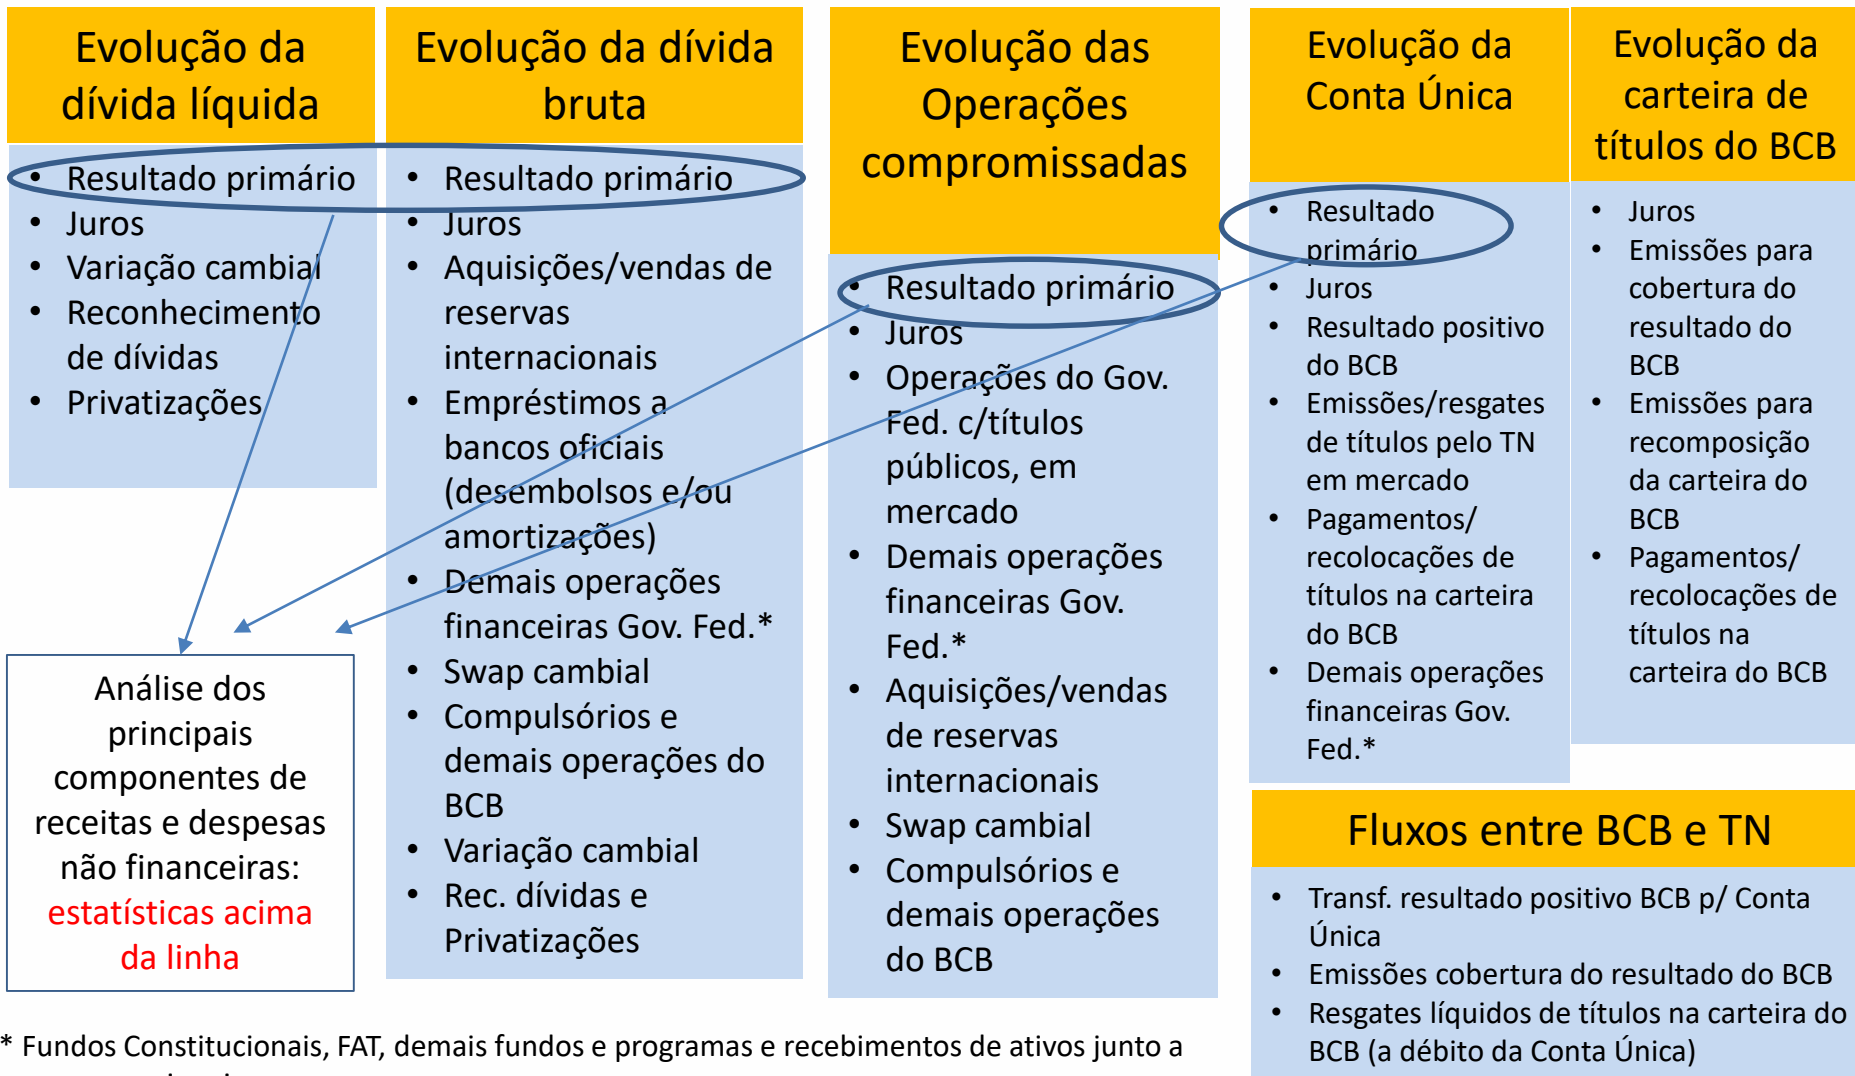 Evolução da
dívida líquida
• Resultado primário
• Juros
• Variação cambial
• Reconhecimento
de dívidas
• Privatizações
Evolução da dívida
bruta
• Resultado primário
• Juros
• Aquisições/vendas de
reservas
internacionais
• Empréstimos a
bancos oficiais
(desembolsos e/ou
amortizações)
• Demais operações
financeiras Gov. Fed.*
• Swap cambial
• Compulsórios e
demais operações do
BCB
• Variação cambial
• Rec. dívidas e
Privatizações
Evolução das
Operações
compromissadas
• Resultado primário
• Juros
• Operações do Gov.
Fed. c/títulos
públicos, em
mercado
• Demais operações
financeiras Gov.
Fed.*
• Aquisições/vendas
de reservas
internacionais
• Swap cambial
• Compulsórios e
demais operações
do BCB
Evolução da
Conta Única
• Resultado
primário
• Juros
• Resultado positivo
do BCB
• Emissões/resgates
de títulos pelo TN
em mercado
• Pagamentos/
recolocações de
títulos na carteira
do BCB
• Demais operações
financeiras Gov.
Fed.*
Evolução da
carteira de
títulos do BCB
• Juros
• Emissões para
cobertura do
resultado do
BCB
• Emissões para
recomposição
da carteira do
BCB
• Pagamentos/
recolocações de
títulos na
carteira do BCB
Análise dos
principais
componentes de
receitas e despesas
não financeiras:
estatísticas acima
da linha
Fluxos entre BCB e TN
• Transf. resultado positivo BCB p/ Conta
Única
• Emissões cobertura do resultado do BCB
• Resgates líquidos de títulos na carteira do
BCB (a débito da Conta Única)
* Fundos Constitucionais, FAT, demais fundos e programas e recebimentos de ativos junto a